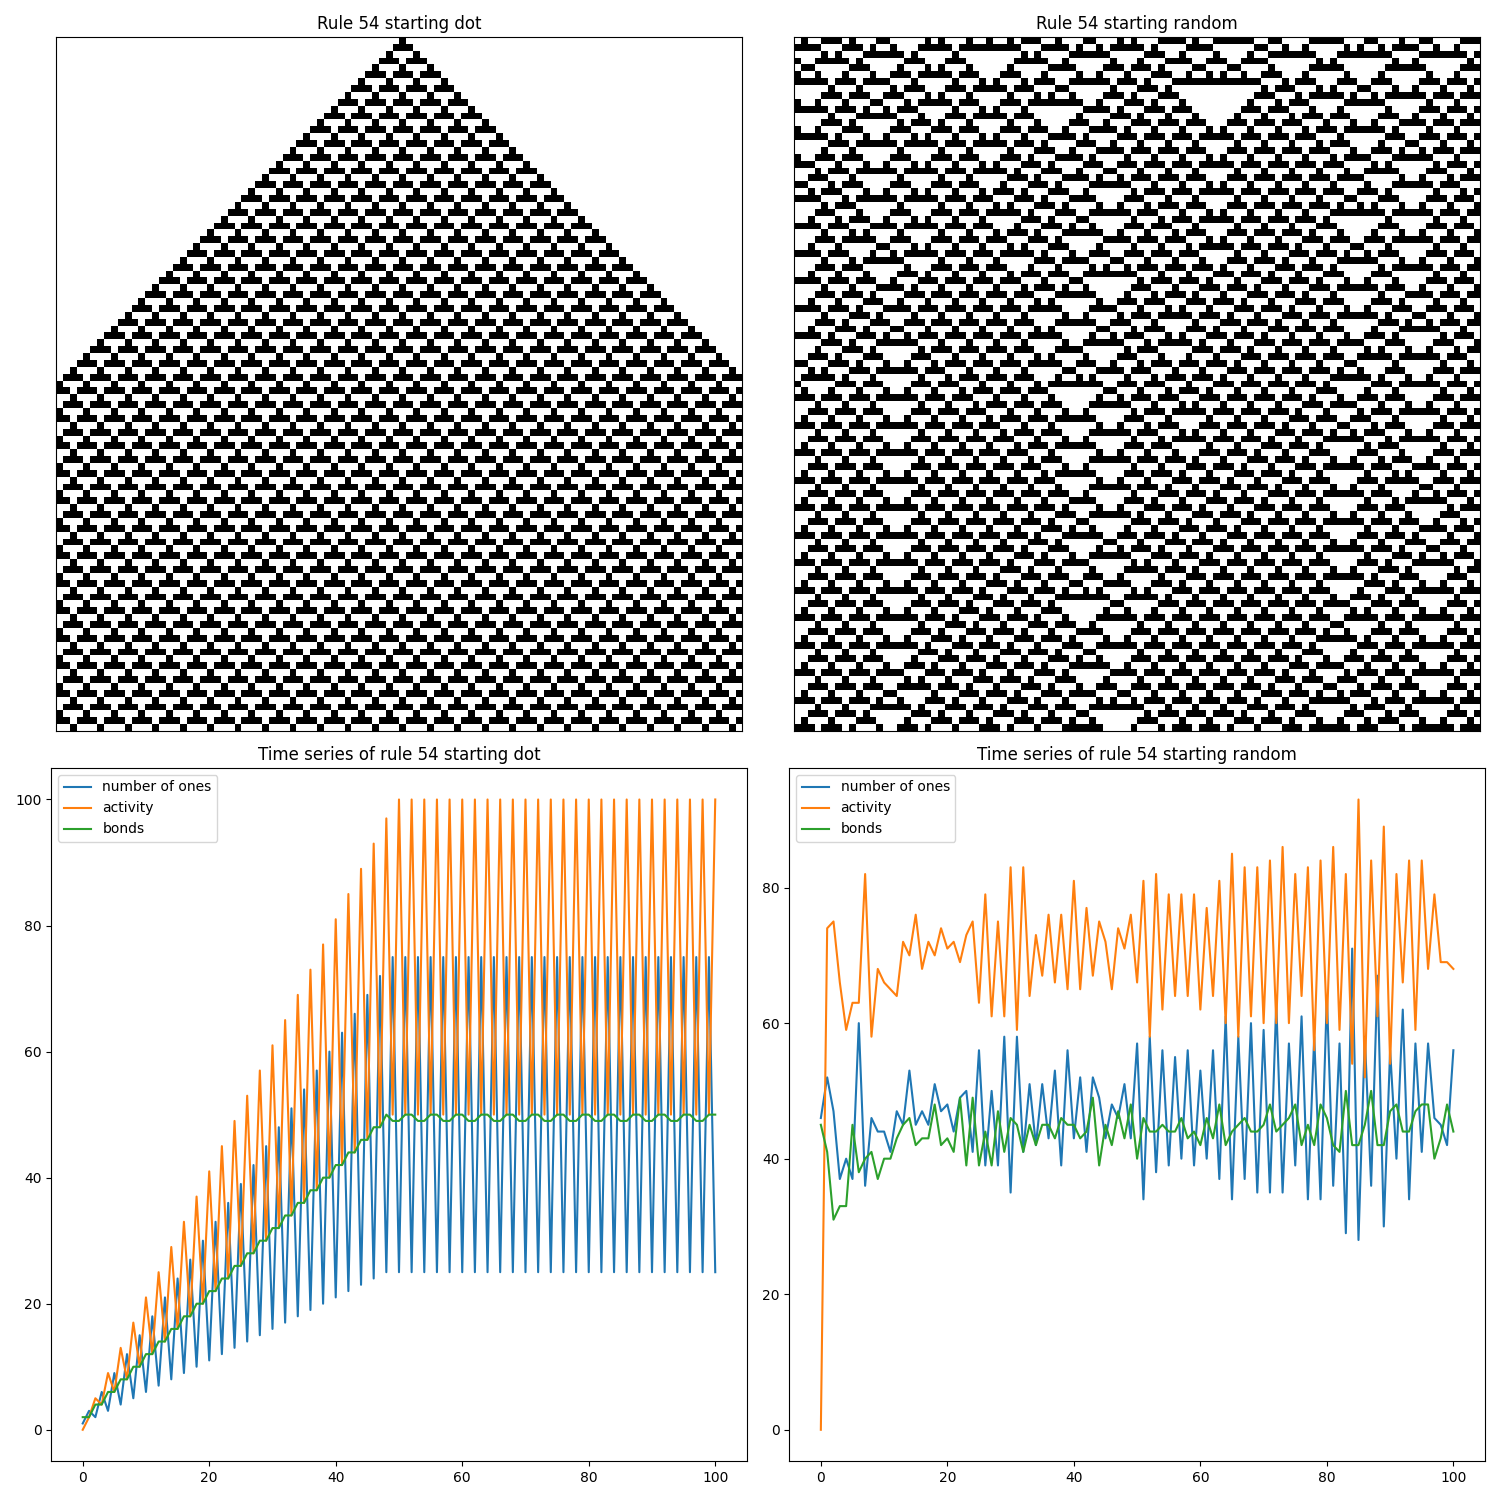 Rule 54 starting dot
Rule 54 starting random
Time series of rule 54 starting dot
number of ones
activity
bonds
100
80
60
40
20
0
0 20 40 60 80 100
Time series of rule 54 starting random
number of ones
activity
bonds
80
60
40
20
0
0 20 40 60 80 100